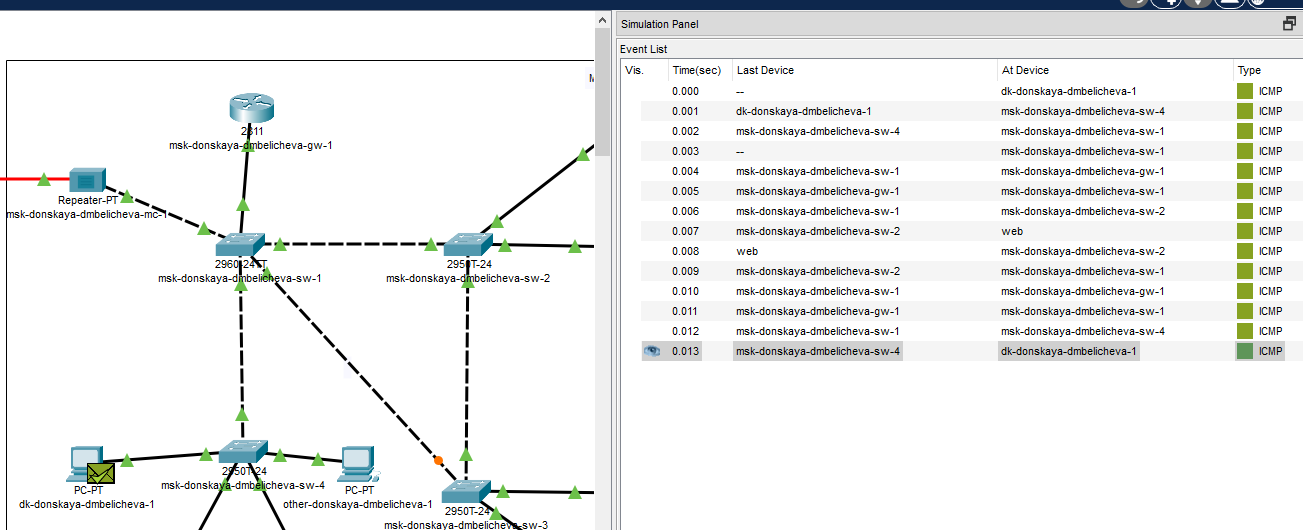 Simulation Panel
Event List
Vis. Time(sec) Last Device At Device Type
0.000 -- dk-donskaya-dmbelicheva-1 ICMP
0.001 dk-donskaya-dmbelicheva-1 msk-donskaya-dmbelicheva-sw-4 ICMP
0.002 msk-donskaya-dmbelicheva-sw-4 msk-donskaya-dmbelicheva-sw-1 ICMP
0.003 -- msk-donskaya-dmbelicheva-sw-1 ICMP
0.004 msk-donskaya-dmbelicheva-sw-1 msk-donskaya-dmbelicheva-gw-1 ICMP
0.005 msk-donskaya-dmbelicheva-gw-1 msk-donskaya-dmbelicheva-sw-1 ICMP
0.006 msk-donskaya-dmbelicheva-sw-1 msk-donskaya-dmbelicheva-sw-2 ICMP
0.007 msk-donskaya-dmbelicheva-sw-2 web ICMP
0.008 web msk-donskaya-dmbelicheva-sw-2 ICMP
0.009 msk-donskaya-dmbelicheva-sw-2 msk-donskaya-dmbelicheva-sw-1 ICMP
0.010 msk-donskaya-dmbelicheva-sw-1 msk-donskaya-dmbelicheva-gw-1 ICMP
0.011 msk-donskaya-dmbelicheva-gw-1 msk-donskaya-dmbelicheva-sw-1 ICMP
0.012 msk-donskaya-dmbelicheva-sw-1 msk-donskaya-dmbelicheva-sw-4 ICMP
0.013 msk-donskaya-dmbelicheva-sw-4 dk-donskaya-dmbelicheva-1 ICMP
2811
msk-donskaya-dmbelicheva-gw-1
Repeater-PT
msk-donskaya-dmbelicheva-mc-1
2960-24TT
msk-donskaya-dmbelicheva-sw-1
2950T-24
msk-donskaya-dmbelicheva-sw-2
PC-PT
dk-donskaya-dmbelicheva-1
2950T-24
msk-donskaya-dmbelicheva-sw-4
PC-PT
other-donskaya-dmbelicheva-1
2950T-24
msk-donskaya-dmbelicheva-sw-3